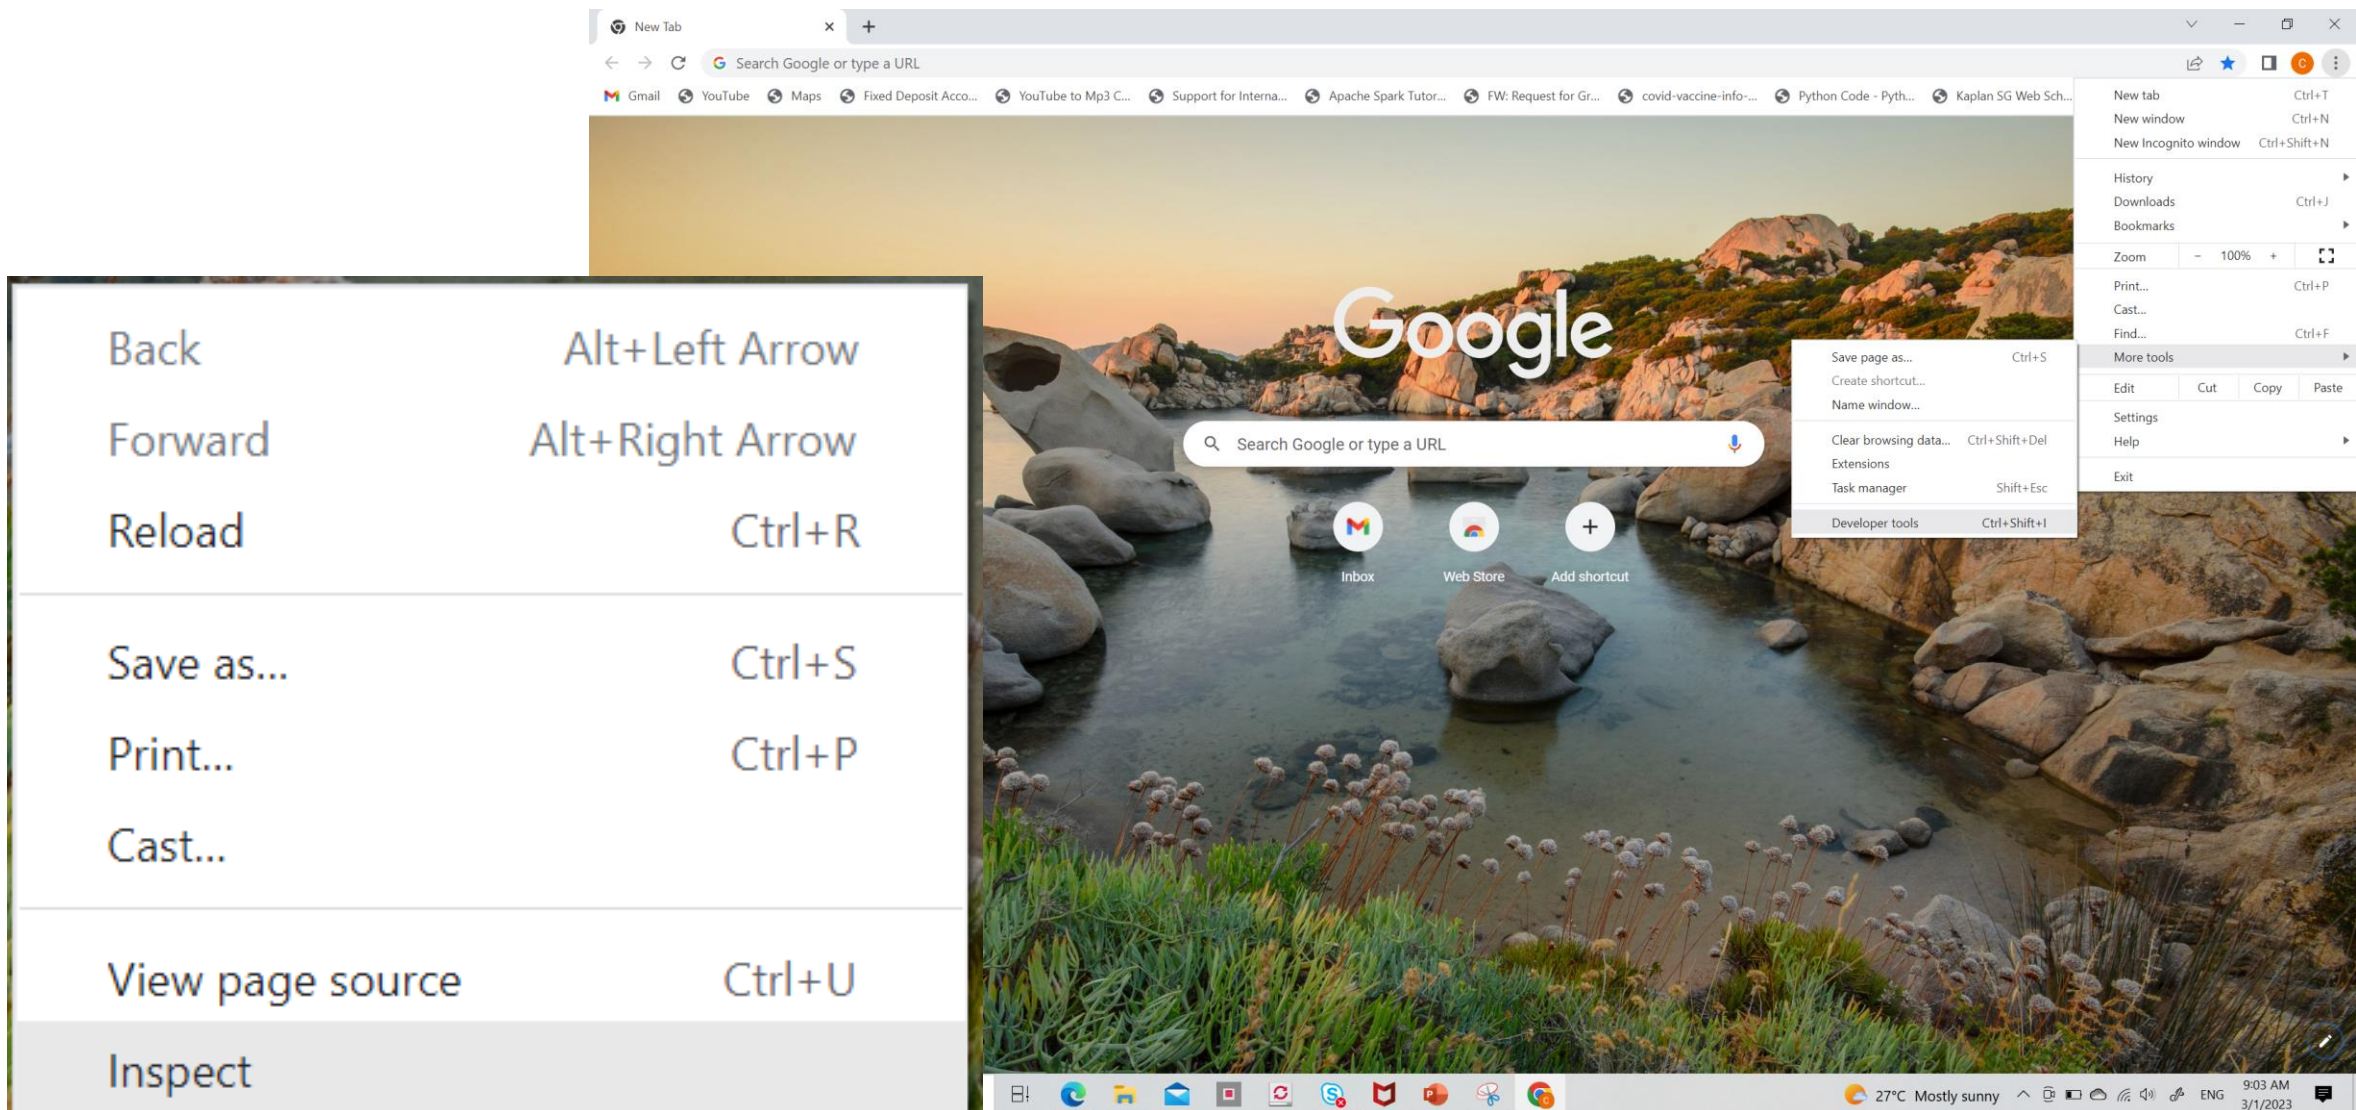 New Tab
Search Google or type a URL
Gmail YouTube Maps Fixed Deposit Acco... YouTube to Mp3 C... Support for Interna... Apache Spark Tutor... FW: Request for Gr... covid-vaccine-info-... Python Code - Pyth... Kaplan SG Web Sch...
New tab Ctrl+T
New window Ctrl+N
New Incognito window Ctrl+Shift+N
History
Downloads Ctrl+J
Bookmarks
Zoom - 100% +
Print... Ctrl+P
Cast...
Find... Ctrl+F
More tools
Edit Cut Copy Paste
Settings
Help
Exit
Save page as... Ctrl+S
Create shortcut...
Name window...
Clear browsing data... Ctrl+Shift+Del
Extensions
Task manager Shift+Esc
Developer tools Ctrl+Shift+I
Google
Search Google or type a URL
Inbox Web Store Add shortcut
Back Alt+Left Arrow
Forward Alt+Right Arrow
Reload Ctrl+R
Save as... Ctrl+S
Print... Ctrl+P
Cast...
View page source Ctrl+U
Inspect
27°C Mostly sunny ENG 9:03 AM
3/1/2023